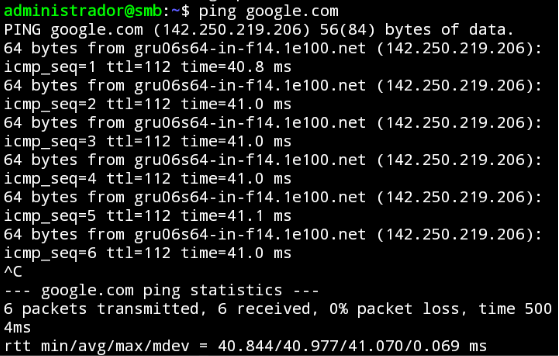 administrador@smb:~$ ping google.com
PING google.com (142.250.219.206) 56(84) bytes of data.
64 bytes from gru06s64-in-f14.1e100.net (142.250.219.206):
icmp_seq=1 ttl=112 time=40.8 ms
64 bytes from gru06s64-in-f14.1e100.net (142.250.219.206):
icmp_seq=2 ttl=112 time=41.0 ms
64 bytes from gru06s64-in-f14.1e100.net (142.250.219.206):
icmp_seq=3 ttl=112 time=41.0 ms
64 bytes from gru06s64-in-f14.1e100.net (142.250.219.206):
icmp_seq=4 ttl=112 time=41.0 ms
64 bytes from gru06s64-in-f14.1e100.net (142.250.219.206):
icmp_seq=5 ttl=112 time=41.1 ms
64 bytes from gru06s64-in-f14.1e100.net (142.250.219.206):
icmp_seq=6 ttl=112 time=41.0 ms
^C
--- google.com ping statistics ---
6 packets transmitted, 6 received, 0% packet loss, time 500
4ms
rtt min/avg/max/mdev = 40.844/40.977/41.070/0.069 ms